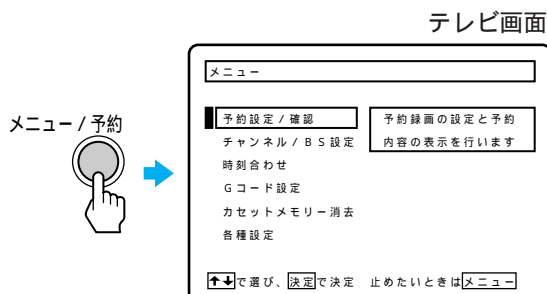 テレビ画面
メニュー / 予約
メニュー
予約設定 / 確認
チャンネル / BS設定
時刻合わせ
Gコード設定
カセットメモリー消去
各種設定
予約録画の設定と予約
内容の表示を行います
↑↓で選び、決定で決定 止めたいときはメニュー